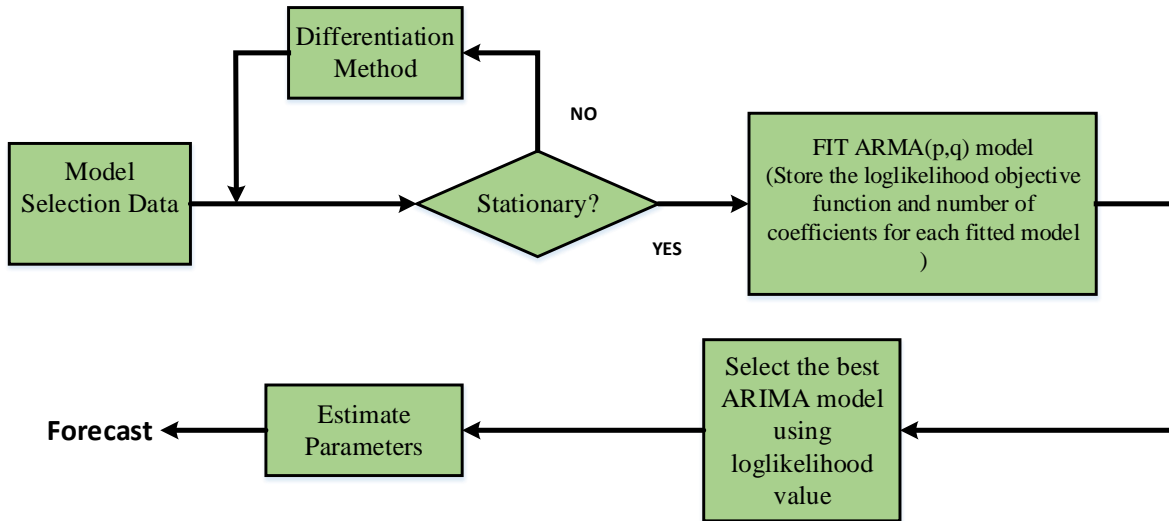 Differentiation
Method
NO
Model
Selection Data
Stationary?
YES
FIT ARMA(p,q) model
(Store the loglikelihood objective
function and number of
coefficients for each fitted model
)
Select the best
ARIMA model
using
loglikelihood
value
Estimate
Parameters
Forecast